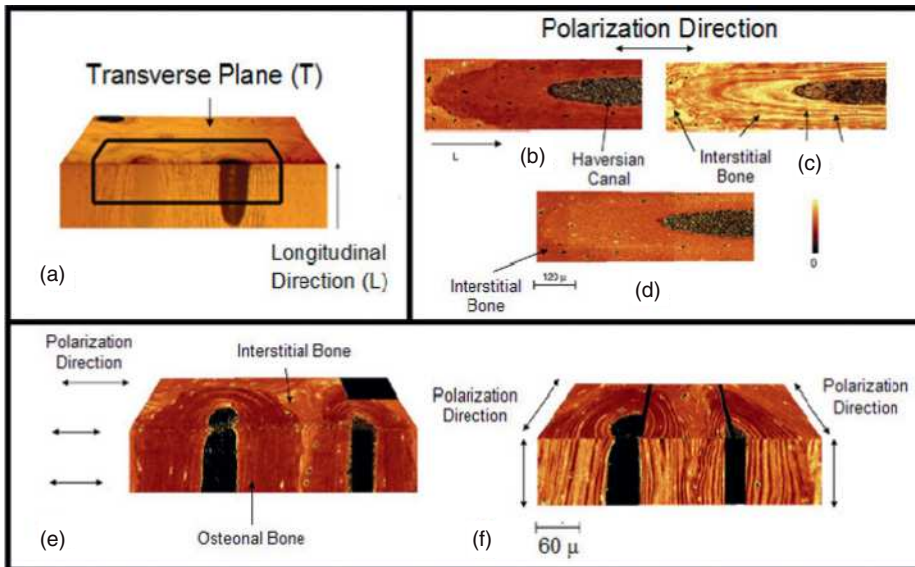 Transverse Plane (T)
Longitudinal
Direction (L)
(a)
Polarization Direction
L
(b)
Haversian
Canal
Interstitial
Bone
(c)
Interstitial
Bone
120 μ
(d)
0
Polarization
Direction
Interstitial Bone
Osteonal Bone
(e)
Polarization
Direction
Polarization
Direction
60 μ
(f)